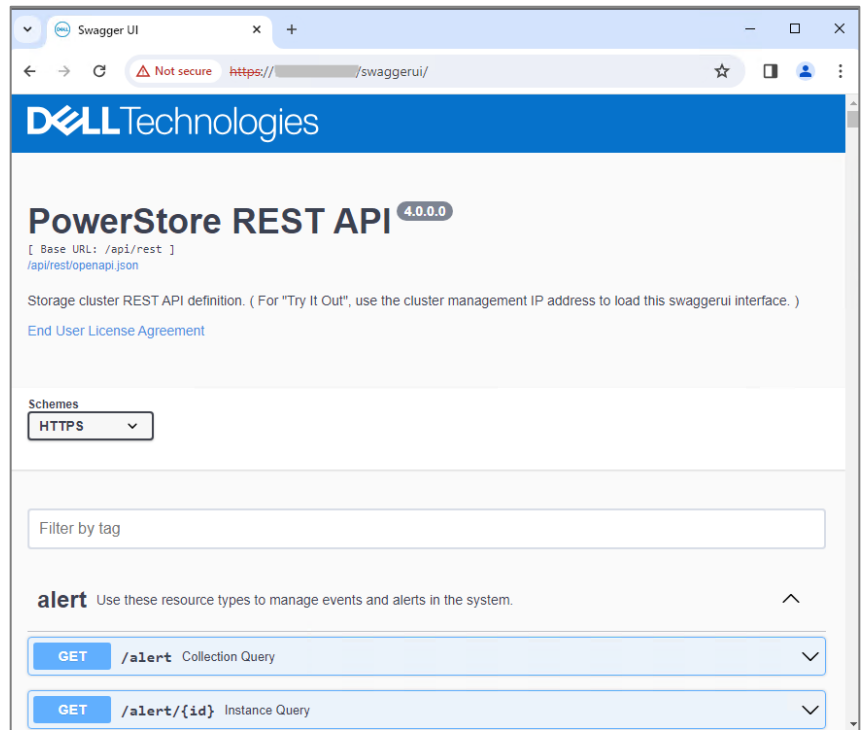 DELL Swagger UI
Not secure https:// /swaggerui/
DELLTechnologies
PowerStore REST API 4.0.0.0
[ Base URL: /api/rest ]
/api/rest/openapi.json
Storage cluster REST API definition. ( For "Try It Out", use the cluster management IP address to load this swaggerui interface. )
End User License Agreement
Schemes
HTTPS
Filter by tag
alert Use these resource types to manage events and alerts in the system.
GET /alert Collection Query
GET /alert/{id} Instance Query